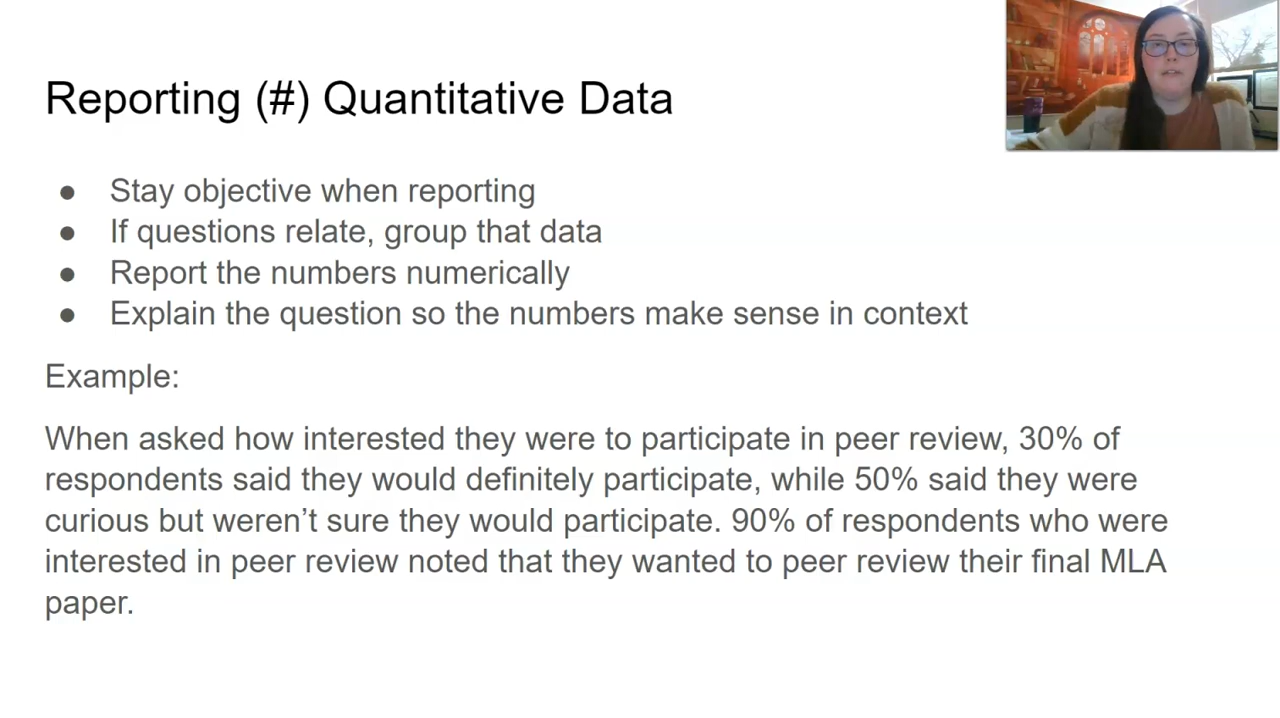 Reporting (#) Quantitative Data
● Stay objective when reporting
● If questions relate, group that data
● Report the numbers numerically
● Explain the question so the numbers make sense in context
Example:
When asked how interested they were to participate in peer review, 30% of
respondents said they would definitely participate, while 50% said they were
curious but weren’t sure they would participate. 90% of respondents who were
interested in peer review noted that they wanted to peer review their final MLA
paper.